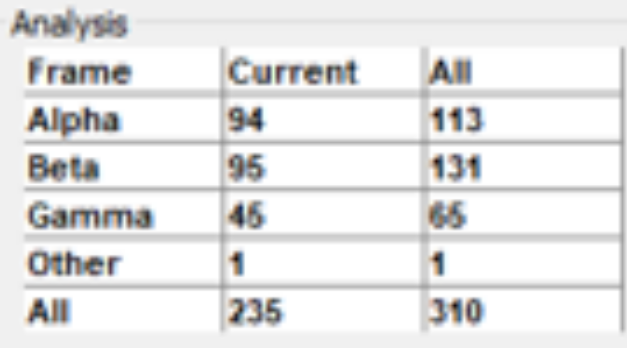 Analysis
Frame Current All
Alpha 94 113
Beta 95 131
Gamma 45 65
Other 1 1
All 235 310